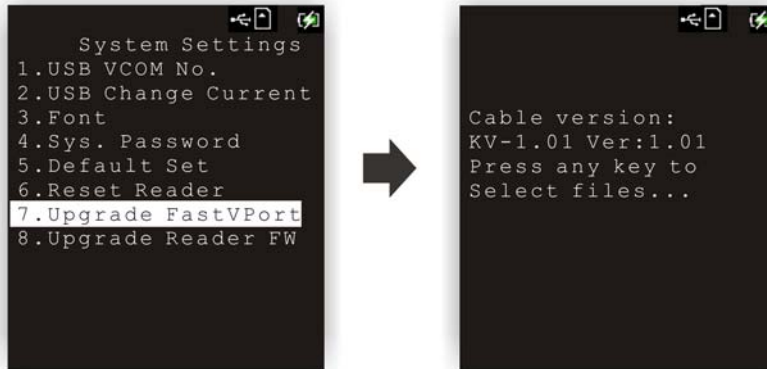 System Settings
1.USB VCOM No.
2.USB Change Current
3.Font
4.Sys. Password
5.Default Set
6.Reset Reader
7.Upgrade FastVPort
8.Upgrade Reader FW
Cable version:
KV-1.01 Ver:1.01
Press any key to
Select files...